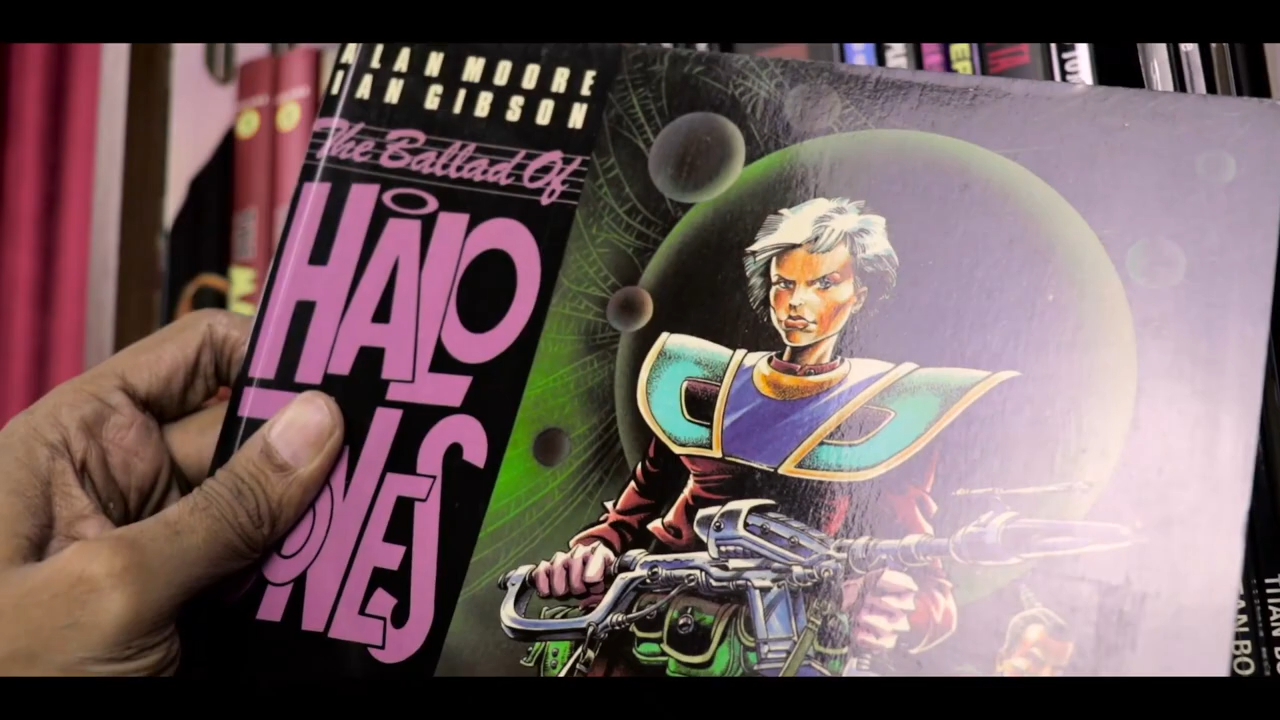 ALAN MOORE
IAN GIBSON
The Ballad Of
HALO
JONES